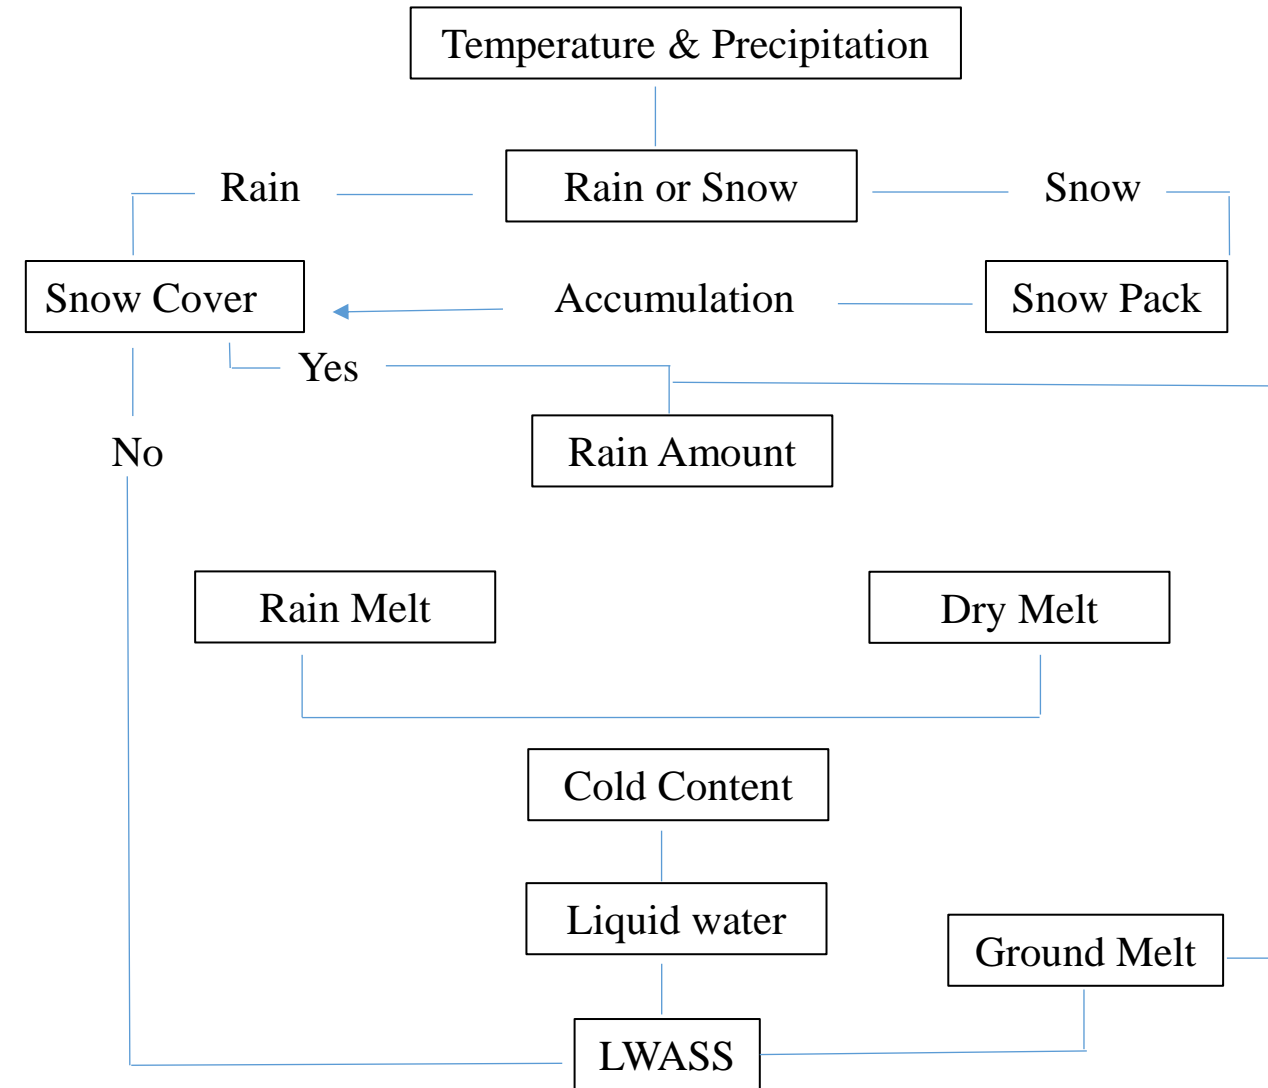 Temperature & Precipitation
Rain
Rain or Snow
Snow
Snow Cover
Accumulation
Snow Pack
Yes
No
Rain Amount
Rain Melt
Dry Melt
Cold Content
Liquid water
Ground Melt
LWASS